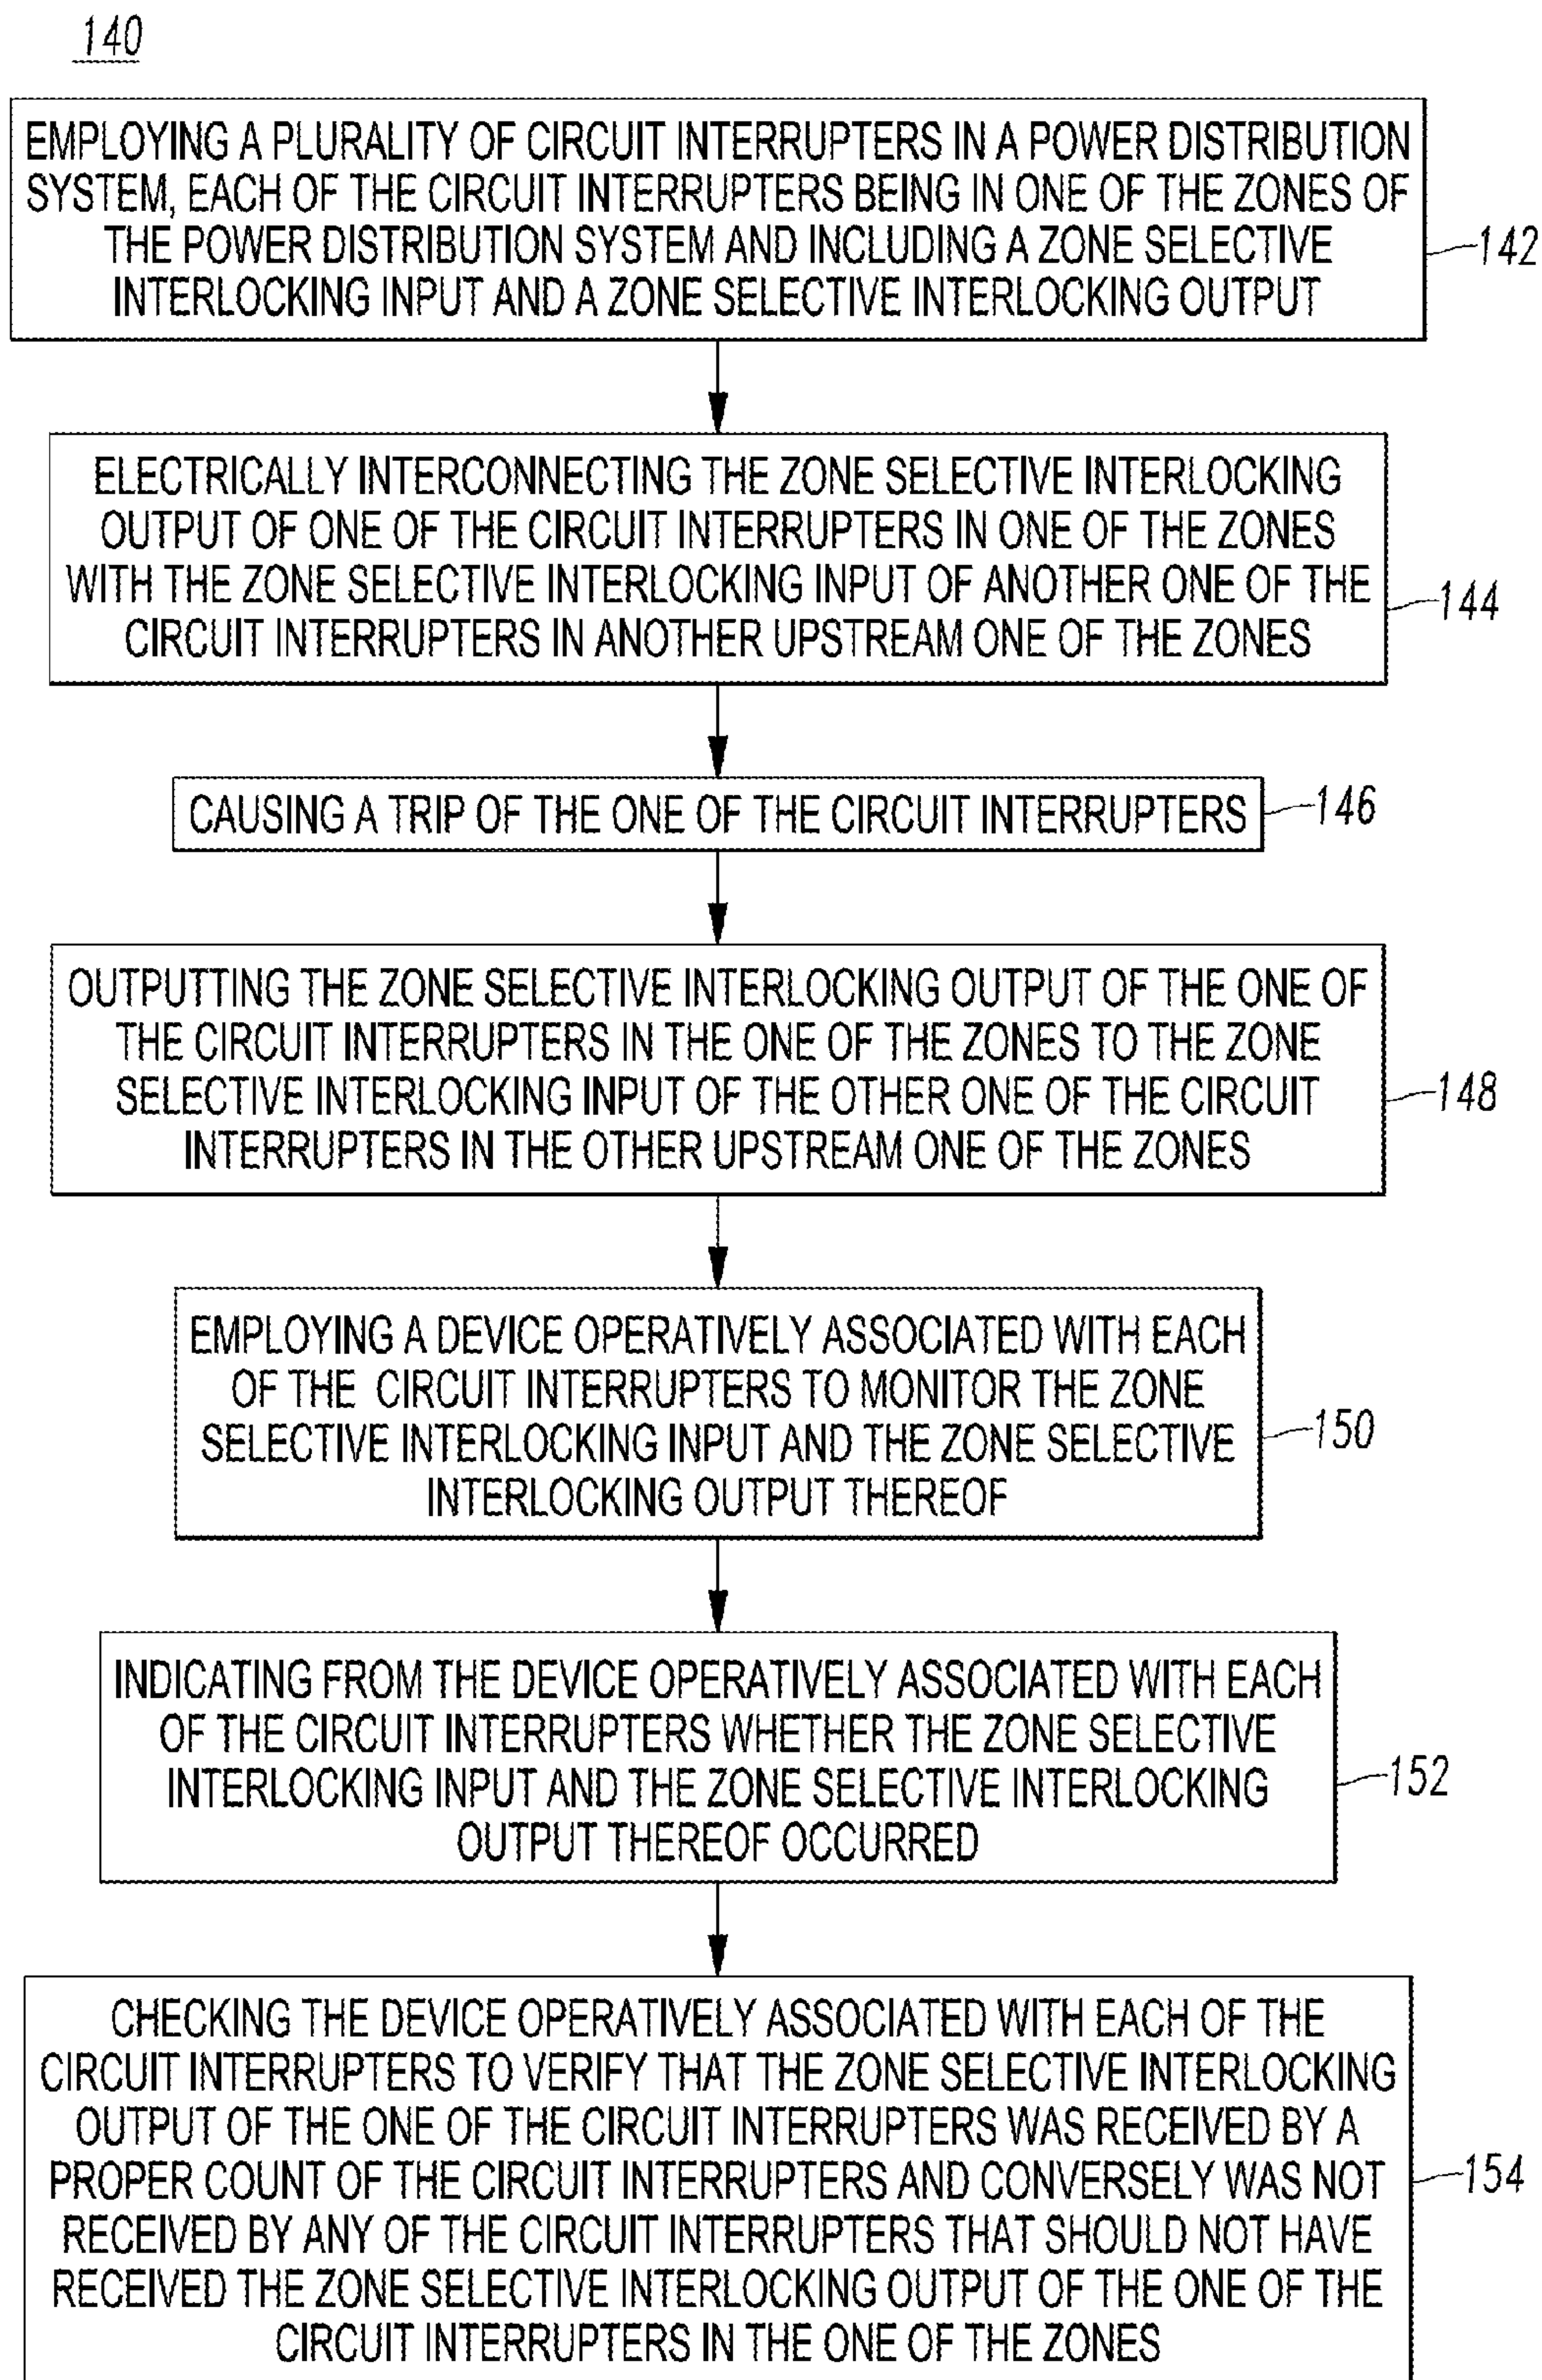 140
EMPLOYING A PLURALITY OF CIRCUIT INTERRUPTERS IN A POWER DISTRIBUTION
SYSTEM, EACH OF THE CIRCUIT INTERRUPTERS BEING IN ONE OF THE ZONES OF
THE POWER DISTRIBUTION SYSTEM AND INCLUDING A ZONE SELECTIVE
INTERLOCKING INPUT AND A ZONE SELECTIVE INTERLOCKING OUTPUT
142
ELECTRICALLY INTERCONNECTING THE ZONE SELECTIVE INTERLOCKING
OUTPUT OF ONE OF THE CIRCUIT INTERRUPTERS IN ONE OF THE ZONES
WITH THE ZONE SELECTIVE INTERLOCKING INPUT OF ANOTHER ONE OF THE
CIRCUIT INTERRUPTERS IN ANOTHER UPSTREAM ONE OF THE ZONES
144
CAUSING A TRIP OF THE ONE OF THE CIRCUIT INTERRUPTERS
146
OUTPUTTING THE ZONE SELECTIVE INTERLOCKING OUTPUT OF THE ONE OF
THE CIRCUIT INTERRUPTERS IN THE ONE OF THE ZONES TO THE ZONE
SELECTIVE INTERLOCKING INPUT OF THE OTHER ONE OF THE CIRCUIT
INTERRUPTERS IN THE OTHER UPSTREAM ONE OF THE ZONES
148
EMPLOYING A DEVICE OPERATIVELY ASSOCIATED WITH EACH
OF THE CIRCUIT INTERRUPTERS TO MONITOR THE ZONE
SELECTIVE INTERLOCKING INPUT AND THE ZONE SELECTIVE
INTERLOCKING OUTPUT THEREOF
150
INDICATING FROM THE DEVICE OPERATIVELY ASSOCIATED WITH EACH
OF THE CIRCUIT INTERRUPTERS WHETHER THE ZONE SELECTIVE
INTERLOCKING INPUT AND THE ZONE SELECTIVE INTERLOCKING
OUTPUT THEREOF OCCURRED
152
CHECKING THE DEVICE OPERATIVELY ASSOCIATED WITH EACH OF THE
CIRCUIT INTERRUPTERS TO VERIFY THAT THE ZONE SELECTIVE INTERLOCKING
OUTPUT OF THE ONE OF THE CIRCUIT INTERRUPTERS WAS RECEIVED BY A
PROPER COUNT OF THE CIRCUIT INTERRUPTERS AND CONVERSELY WAS NOT
RECEIVED BY ANY OF THE CIRCUIT INTERRUPTERS THAT SHOULD NOT HAVE
RECEIVED THE ZONE SELECTIVE INTERLOCKING OUTPUT OF THE ONE OF THE
CIRCUIT INTERRUPTERS IN THE ONE OF THE ZONES
154